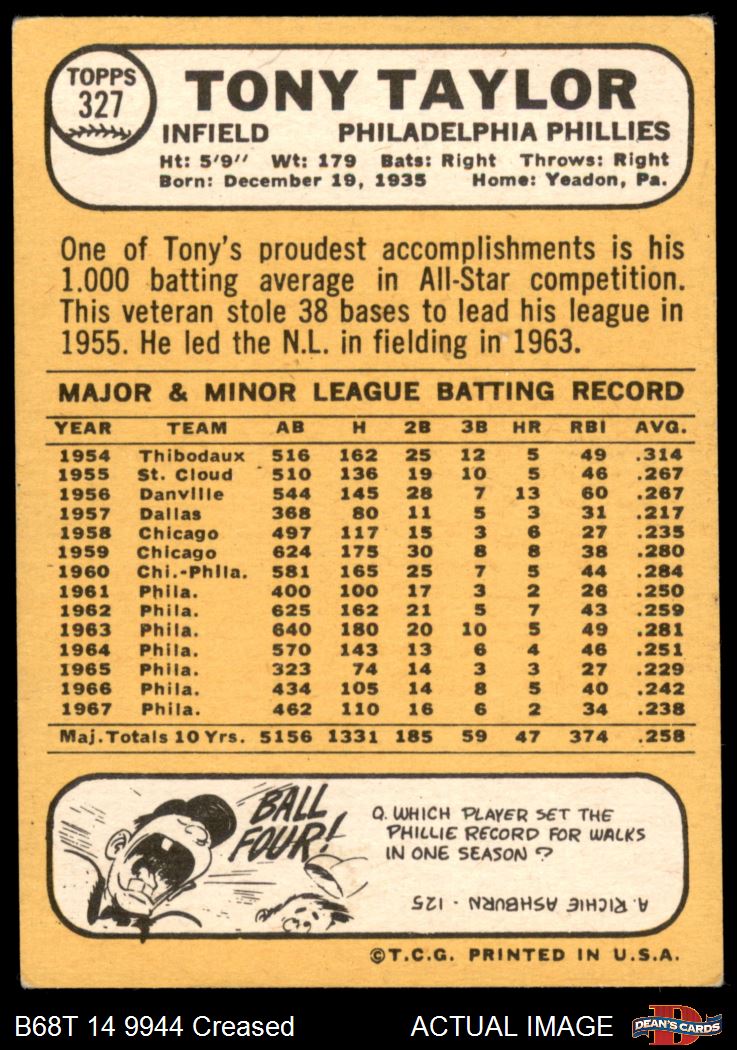 TOPPS
327
TONY TAYLOR
INFIELD PHILADELPHIA PHILLIES
Ht: 5'9'' Wt: 179 Bats: Right Throws: Right
Born: December 19, 1935 Home: Yeadon, Pa.
One of Tony's proudest accomplishments is his
1.000 batting average in All-Star competition.
This veteran stole 38 bases to lead his league in
1955. He led the N.L. in fielding in 1963.
MAJOR & MINOR LEAGUE BATTING RECORD
YEAR TEAM AB H 2B 3B HR RBI AVG.
1954 Thibodaux 516 162 25 12 5 49 .314
1955 St. Cloud 510 136 19 10 5 46 .267
1956 Danville 544 145 28 7 13 60 .267
1957 Dallas 368 80 11 5 3 31 .217
1958 Chicago 497 117 15 3 6 27 .235
1959 Chicago 624 175 30 8 8 38 .280
1960 Chi.-Phila. 581 165 25 7 5 44 .284
1961 Phila. 400 100 17 3 2 26 .250
1962 Phila. 625 162 21 5 7 43 .259
1963 Phila. 640 180 20 10 5 49 .281
1964 Phila. 570 143 13 6 4 46 .251
1965 Phila. 323 74 14 3 3 27 .229
1966 Phila. 434 105 14 8 5 40 .242
1967 Phila. 462 110 16 6 2 34 .238
Maj. Totals 10 Yrs. 5156 1331 185 59 47 374 .258
BALL
FOUR!
Q. WHICH PLAYER SET THE
PHILLIE RECORD FOR WALKS
IN ONE SEASON?
A. RICHIE ASHBURN - 125
© T.C.G. PRINTED IN U.S.A.
B68T 14 9944 Creased ACTUAL IMAGE
D
DEAN'S CARDS